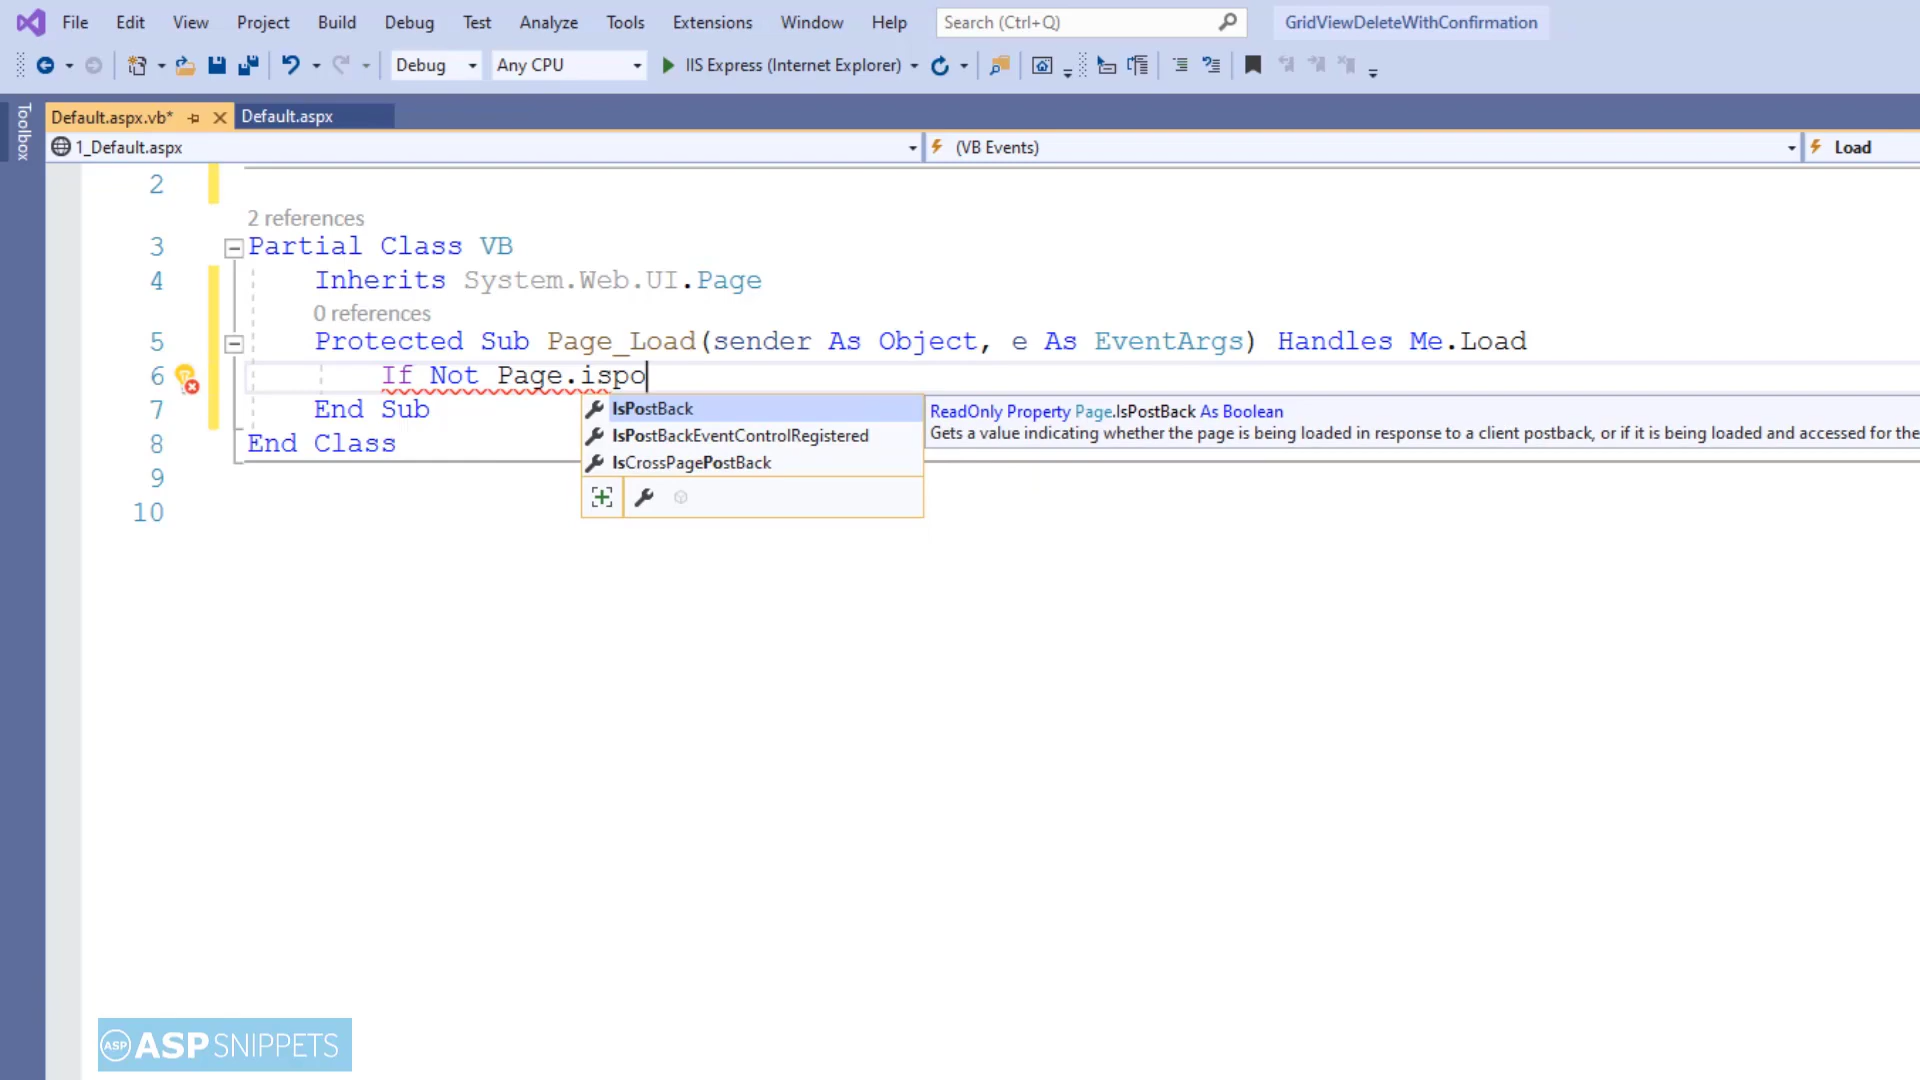 File Edit View Project Build Debug Test Analyze Tools Extensions Window Help Search (Ctrl+Q) GridViewDeleteWithConfirmation
Debug Any CPU IIS Express (Internet Explorer)
Toolbox
Default.aspx.vb* Default.aspx
1_Default.aspx (VB Events) Load
2
2 references
3 Partial Class VB
4 Inherits System.Web.UI.Page
0 references
5 Protected Sub Page_Load(sender As Object, e As EventArgs) Handles Me.Load
6 If Not Page.ispo
7 End Sub
8 End Class
9
10
IsPostBack
IsPostBackEventControlRegistered
IsCrossPagePostBack
ReadOnly Property Page.IsPostBack As Boolean
Gets a value indicating whether the page is being loaded in response to a client postback, or if it is being loaded and accessed for the
ASP ASPSNIPPETS